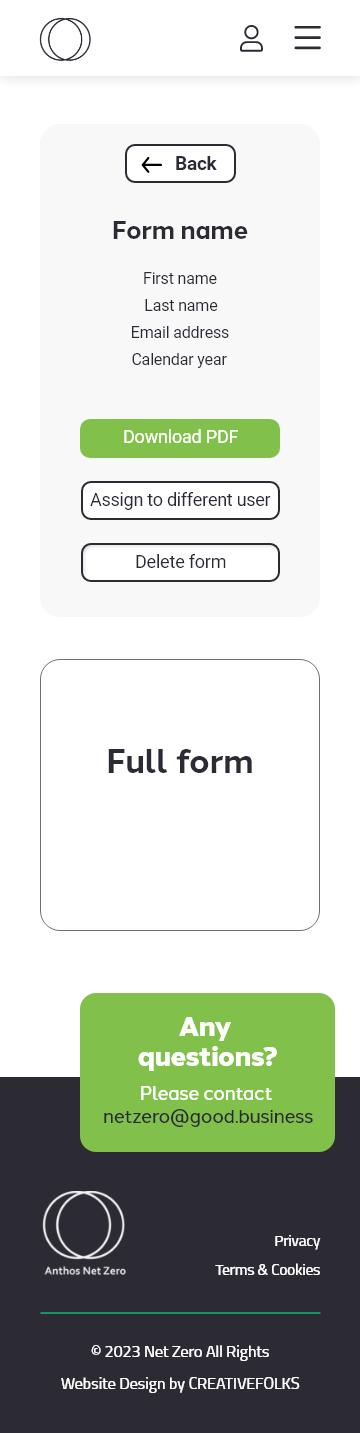 Back
Form name
First name
Last name
Email address
Calendar year
Download PDF
Assign to different user
Delete form
Full form
Any
questions?
Please contact
netzero@good.business
Anthos Net Zero
Privacy
Terms & Cookies
© 2023 Net Zero All Rights
Website Design by CREATIVEFOLKS